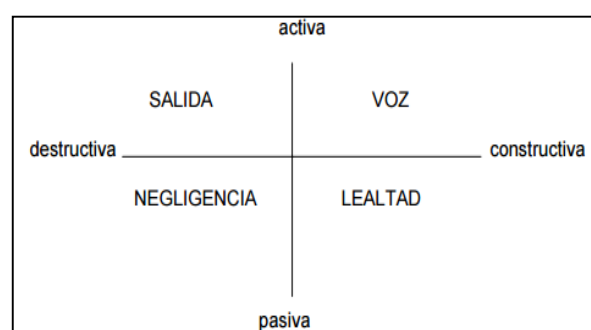 activa
SALIDA VOZ
destructiva constructiva
NEGLIGENCIA LEALTAD
pasiva